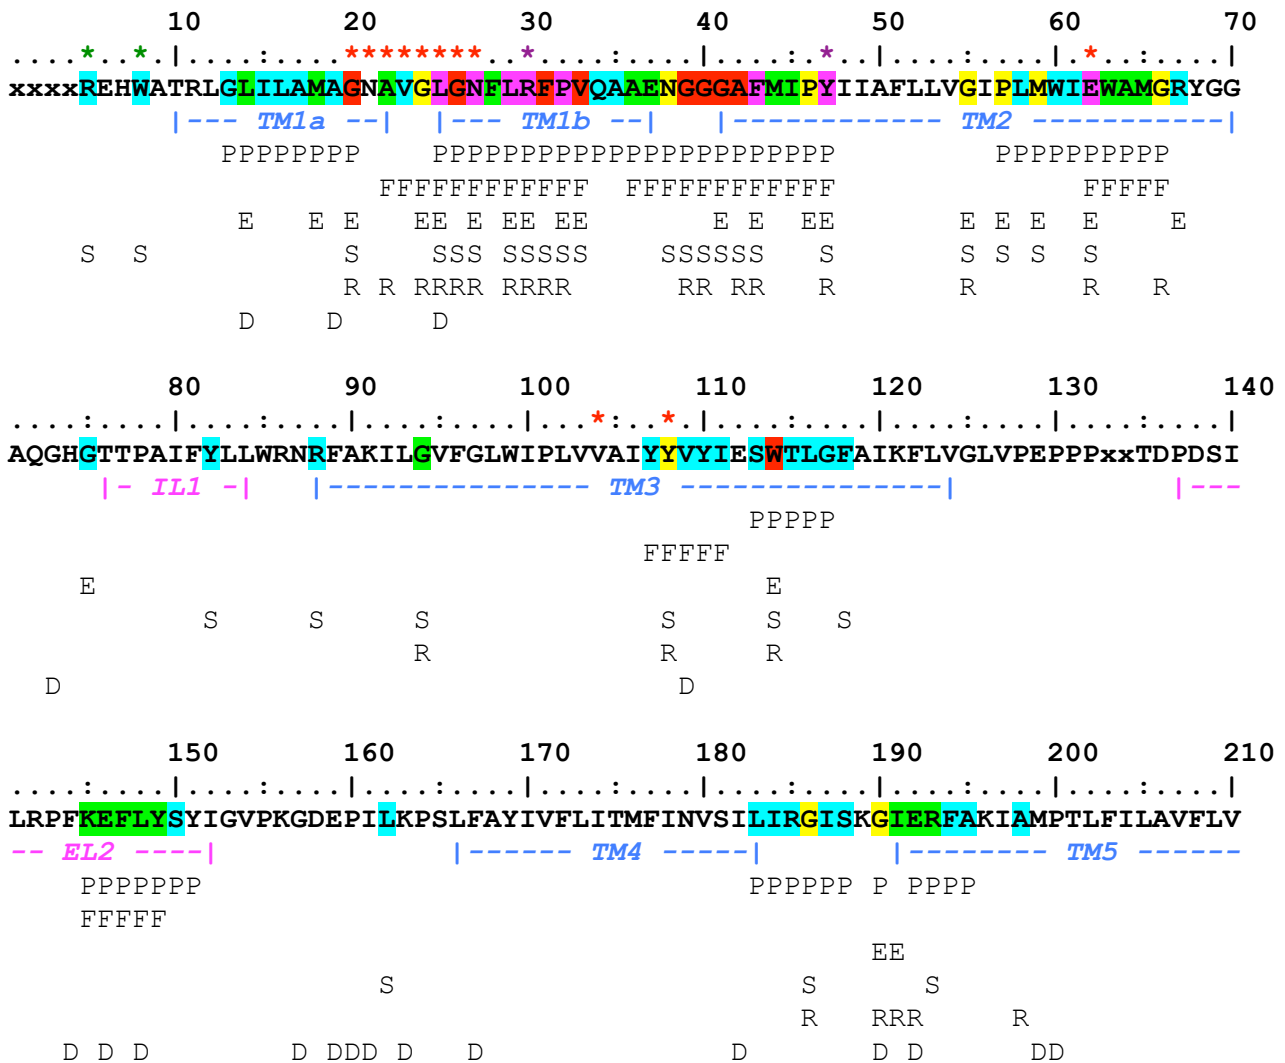 10 20 30 40 50 60 70
....*..*.|....:....********..*....:....|....:.*..|....:....|.*..:....|
xxxxREHWATRLGLILAMAGNAVGLGNFLRFPVQAAENGGGAFMIPYIIAFLLVGIPLMWIEWAMGRYGG
|--- TM1a --| |--- TM1b --| |------------ TM2 -----------|
PPPPPPPP PPPPPPPPPPPPPPPPPPPPPPP PPPPPPPPPP
FFFFFFFFFFFF FFFFFFFFFFFF FFFFF
E E E EE E EE EE E E EE E E E E E
S S S SSS SSSSS SSSSSS S S S S S
R R RRRR RRRR RR RR R R R R
D D D
80 90 100 110 120 130 140
....:....|....:....|....:....|...*:..*.|....:....|....:....|....:....|
AQGHGTTPAIFYLLWRNRFAKILGVFGLWIPLVVAIYYVYIESWTLGFAIKFLVGLVPEPPPxxTDPDSI
|- IL1 -| |--------------- TM3 ---------------| |---
PPPPP
FFFFF
E E
S S S S S S
R R R
D D
150 160 170 180 190 200 210
....:....|....:....|....:....|....:....|....:....|....:....|....:....|
LRPFKEFLYSYIGVPKGDEPILKPSLFAYIVFLITMFINVSILIRGISKGIERFAKIAMPTLFILAVFLV
-- EL2 ----| |------ TM4 ------| |-------- TM5 ------
PPPPPPP PPPPPP P PPPP
FFFFF
EE
S S S
R RRR R
D D D D DDD D D D D D DD